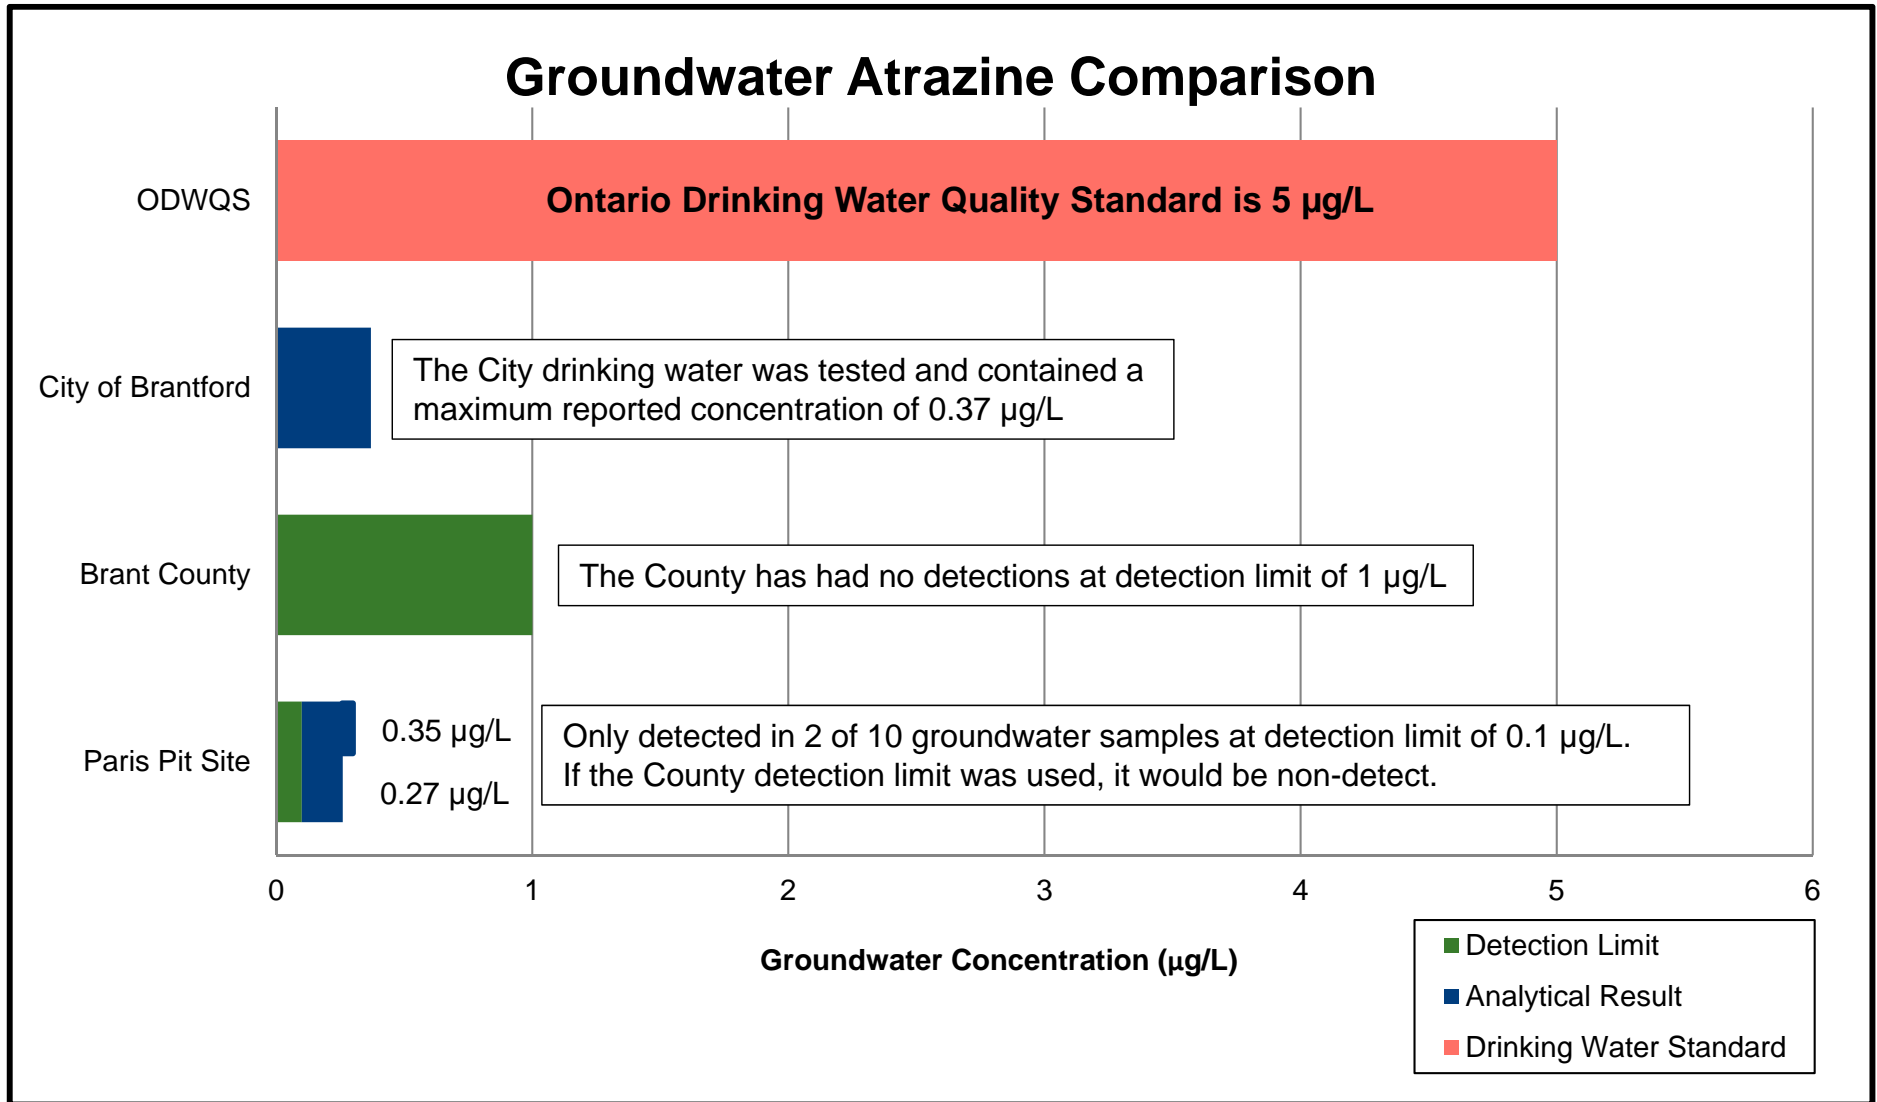 Groundwater Atrazine Comparison
ODWQS
Ontario Drinking Water Quality Standard is 5 µg/L
City of Brantford
The City drinking water was tested and contained a
maximum reported concentration of 0.37 µg/L
Brant County
The County has had no detections at detection limit of 1 µg/L
Paris Pit Site
0.35 µg/L
0.27 µg/L
Only detected in 2 of 10 groundwater samples at detection limit of 0.1 µg/L.
If the County detection limit was used, it would be non-detect.
0 1 2 3 4 5 6
Groundwater Concentration (µg/L)
Detection Limit
Analytical Result
Drinking Water Standard